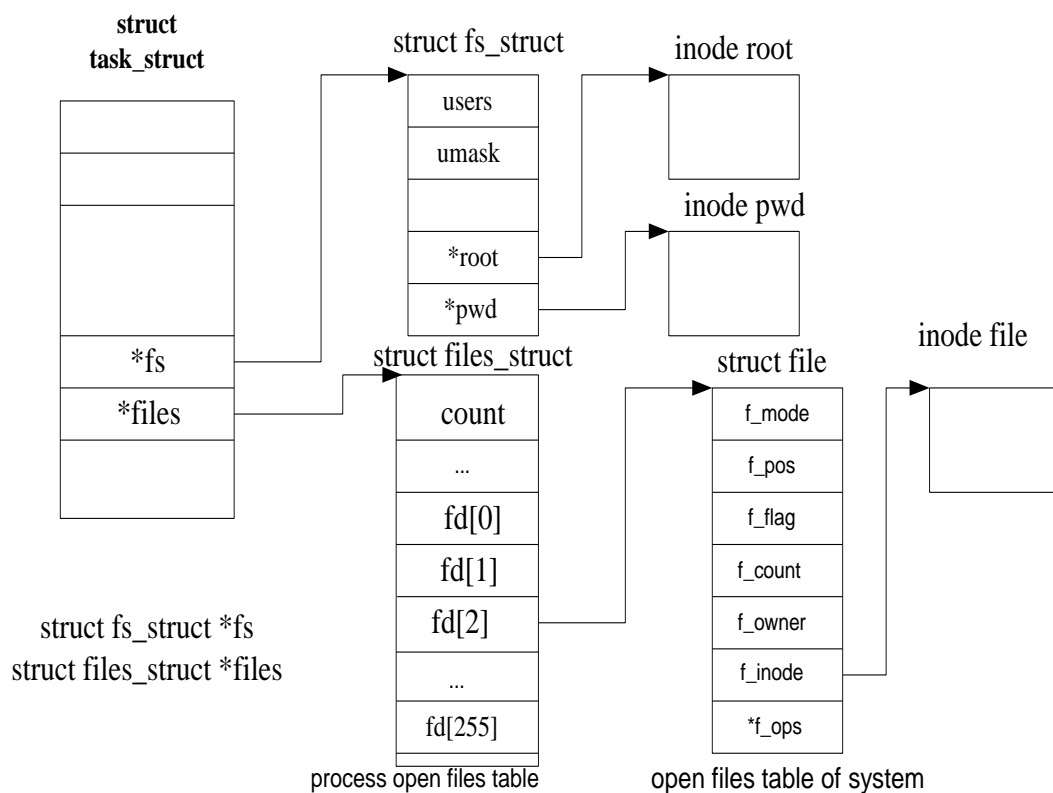 struct
task_struct
*fs
*files
struct fs_struct *fs
struct files_struct *files
struct fs_struct
users
umask
*root
*pwd
inode root
inode pwd
struct files_struct
count
...
fd[0]
fd[1]
fd[2]
...
fd[255]
process open files table
struct file
f_mode
f_pos
f_flag
f_count
f_owner
f_inode
*f_ops
open files table of system
inode file